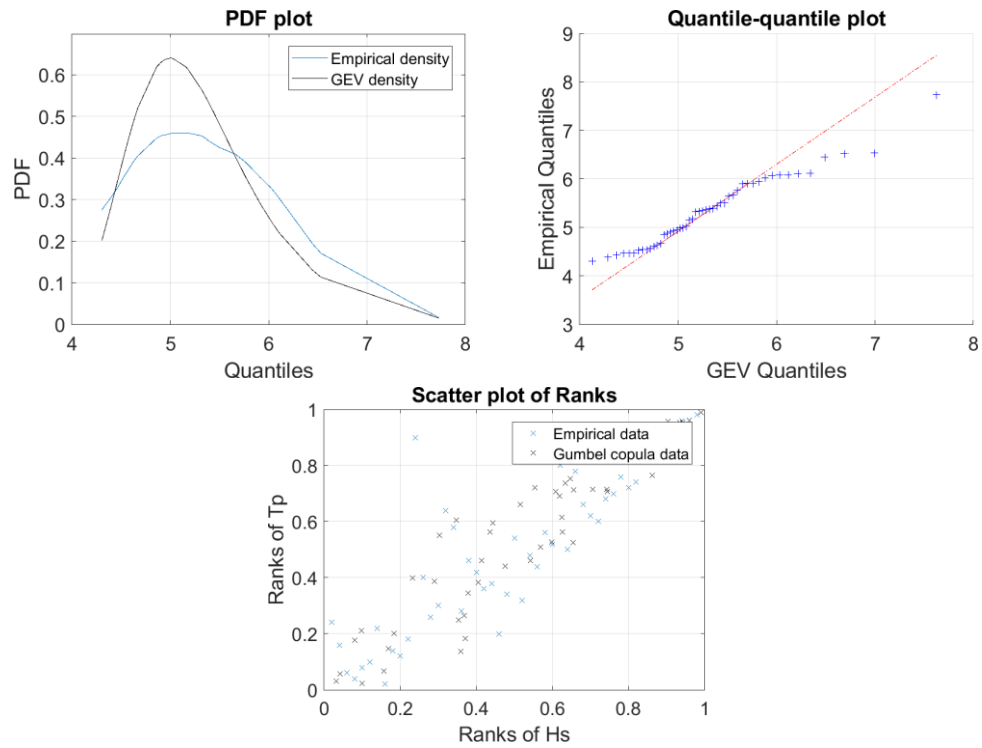 PDF plot
Empirical density
GEV density
PDF
0.6
0.5
0.4
0.3
0.2
0.1
0
4
5
6
7
8
Quantiles
Quantile-quantile plot
Empirical Quantiles
9
8
7
6
5
4
3
4
5
6
7
8
GEV Quantiles
Scatter plot of Ranks
Empirical data
Gumbel copula data
Ranks of Tp
1
0.8
0.6
0.4
0.2
0
0
0.2
0.4
0.6
0.8
1
Ranks of Hs